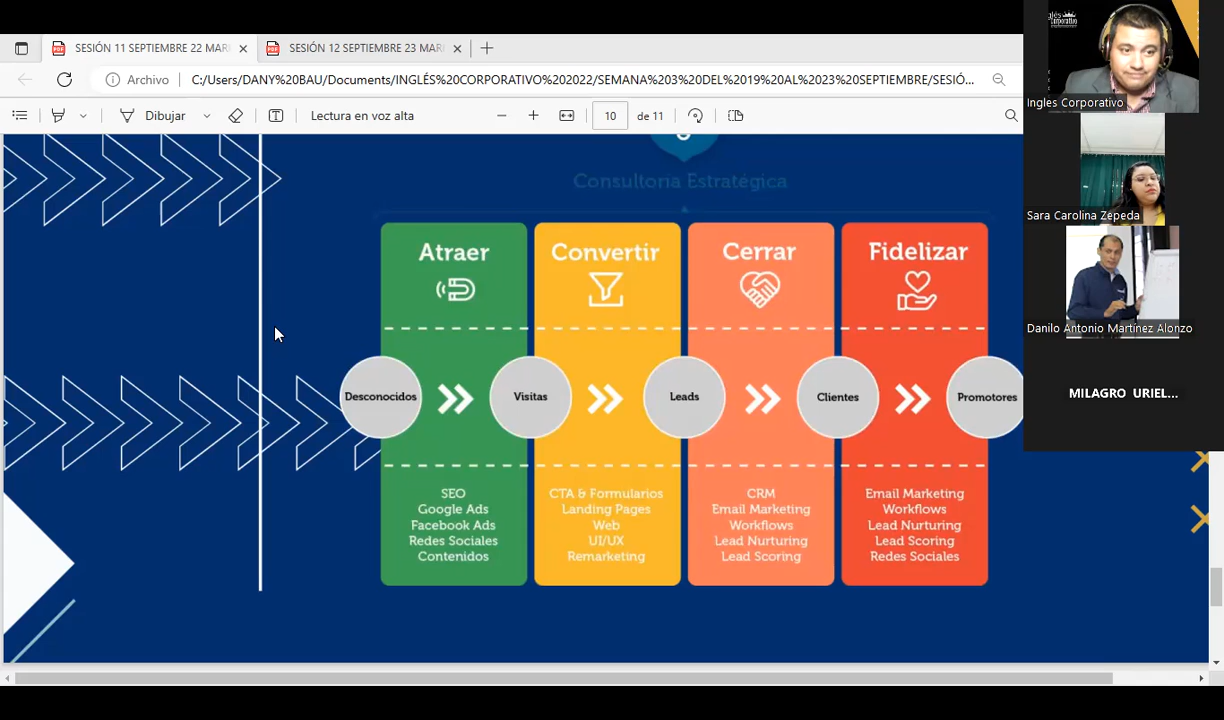 SESIÓN 11 SEPTIEMBRE 22 MAR
SESIÓN 12 SEPTIEMBRE 23 MAR
Archivo
C:/Users/DANY%20BAU/Documents/INGLÉS%20CORPORATIVO%202022/SEMANA%203%20DEL%2019%20AL%2023%20SEPTIEMBRE/SESIÓ...
Dibujar
Lectura en voz alta
10
de 11
Consultoría Estratégica
Atraer
Convertir
Cerrar
Fidelizar
Desconocidos
Visitas
Leads
Clientes
Promotores
SEO
Google Ads
Facebook Ads
Redes Sociales
Contenidos
CTA & Formularios
Landing Pages
Web
UI/UX
Remarketing
CRM
Email Marketing
Workflows
Lead Nurturing
Lead Scoring
Email Marketing
Workflows
Lead Nurturing
Lead Scoring
Redes Sociales
Ingles Corporativo
Sara Carolina Zepeda
Danilo Antonio Martínez Alonzo
MILAGRO URIEL...